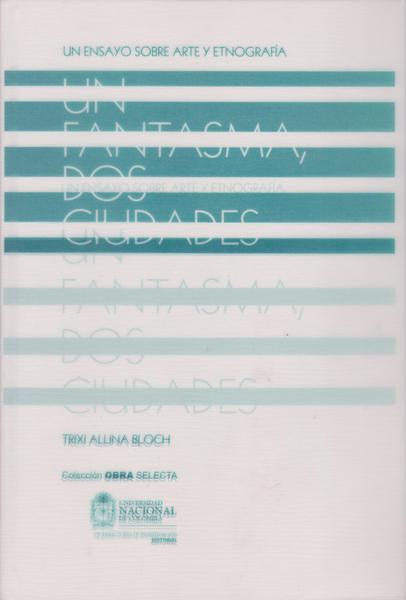 UN ENSAYO SOBRE ARTE Y ETNOGRAFÍA
UN
FANTASMA,
DOS
UN ENSAYO SOBRE ARTE Y ETNOGRAFÍA
CIUDADES
UN
FANTASMA,
DOS
CIUDADES
TRIXI ALLINA BLOCH
Colección OBRA SELECTA
UNIVERSIDAD
NACIONAL
DE COLOMBIA
EDITORIAL